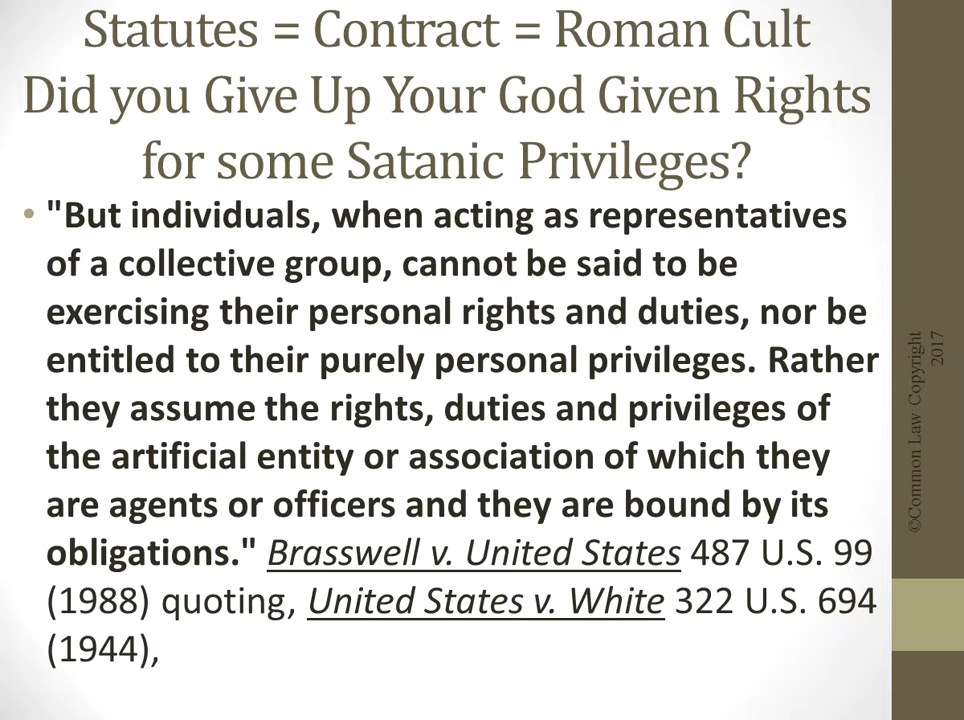 Statutes = Contract = Roman Cult
Did you Give Up Your God Given Rights
for some Satanic Privileges?
• "But individuals, when acting as representatives
of a collective group, cannot be said to be
exercising their personal rights and duties, nor be
entitled to their purely personal privileges. Rather
they assume the rights, duties and privileges of
the artificial entity or association of which they
are agents or officers and they are bound by its
obligations." Brasswell v. United States 487 U.S. 99
(1988) quoting, United States v. White 322 U.S. 694
(1944),
©Common Law Copyright
2017